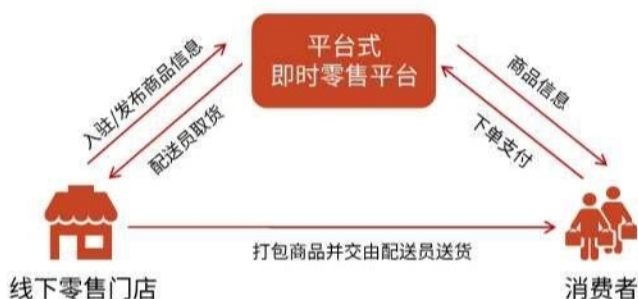 平台式
即时零售平台
入驻/发布商品信息
配送员取货
商品信息
下单支付
打包商品并交由配送员送货
线下零售门店
消费者